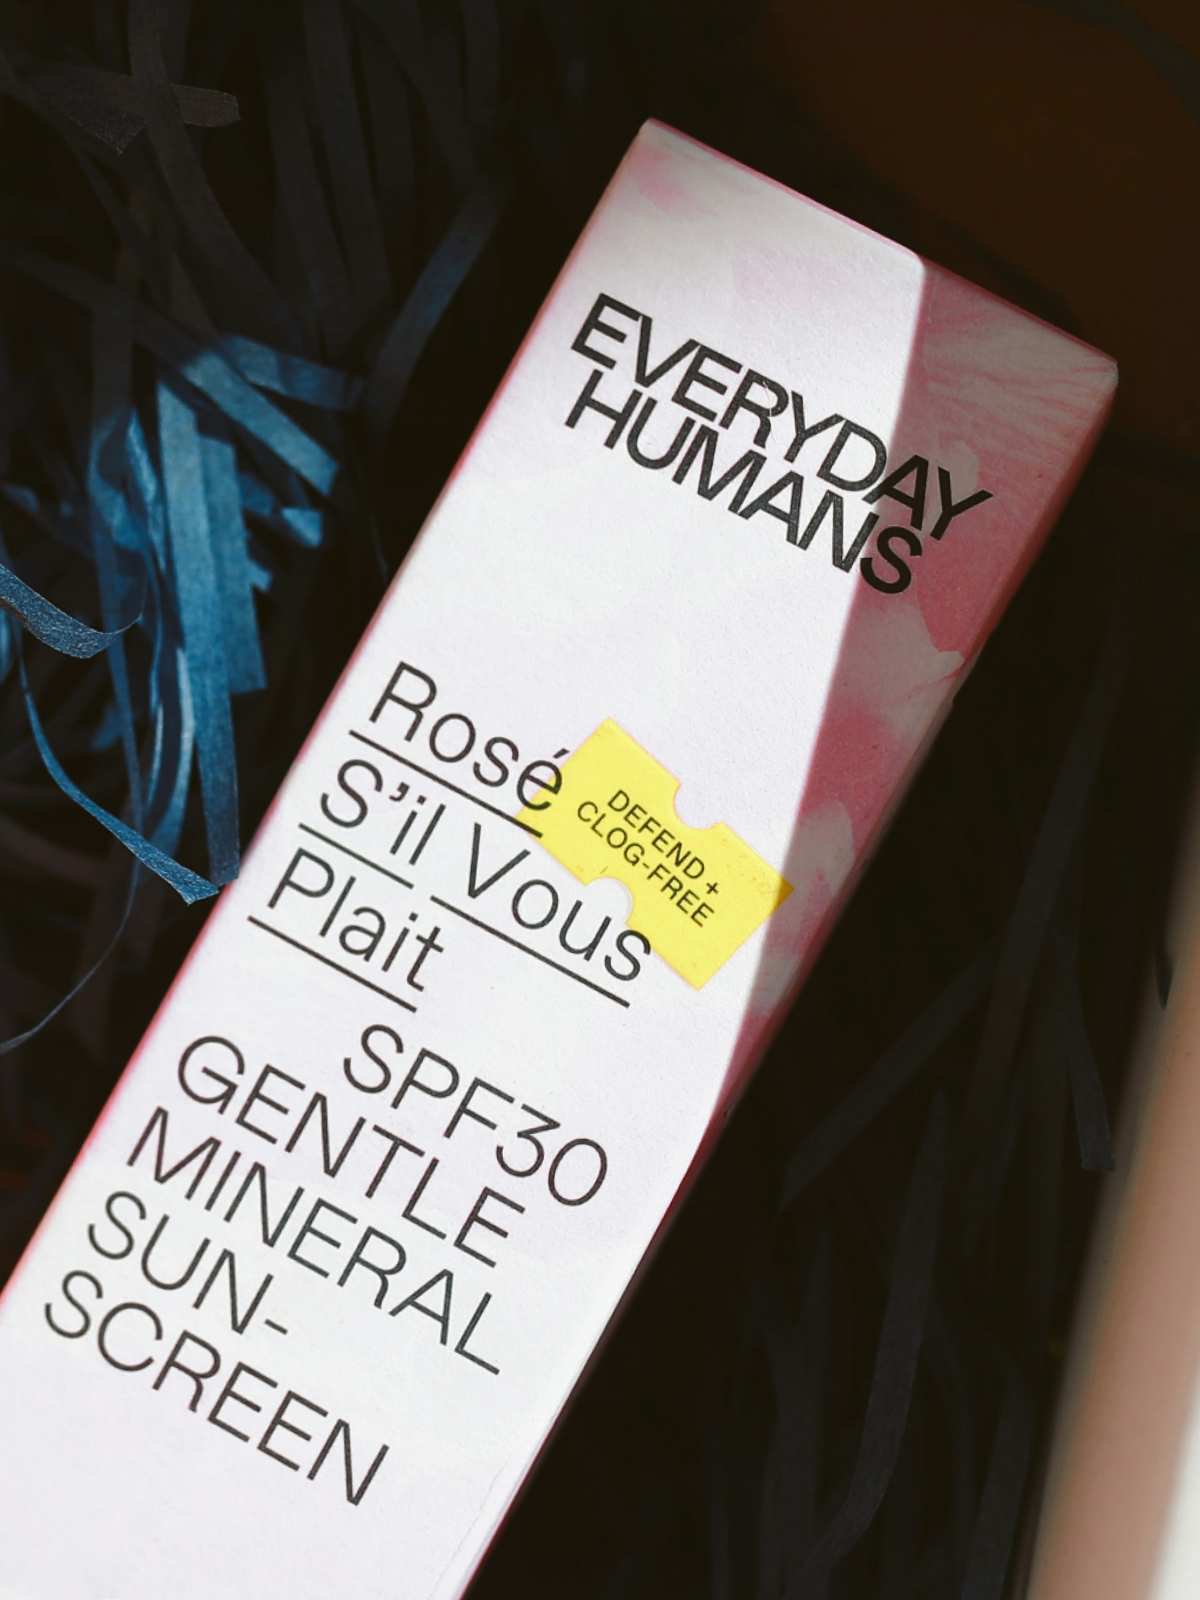 EVERYDAY
HUMANS
Rosé
S'il Vous
Plait
DEFEND +
CLOG-FREE
SPF30
GENTLE
MINERAL
SUN-
SCREEN